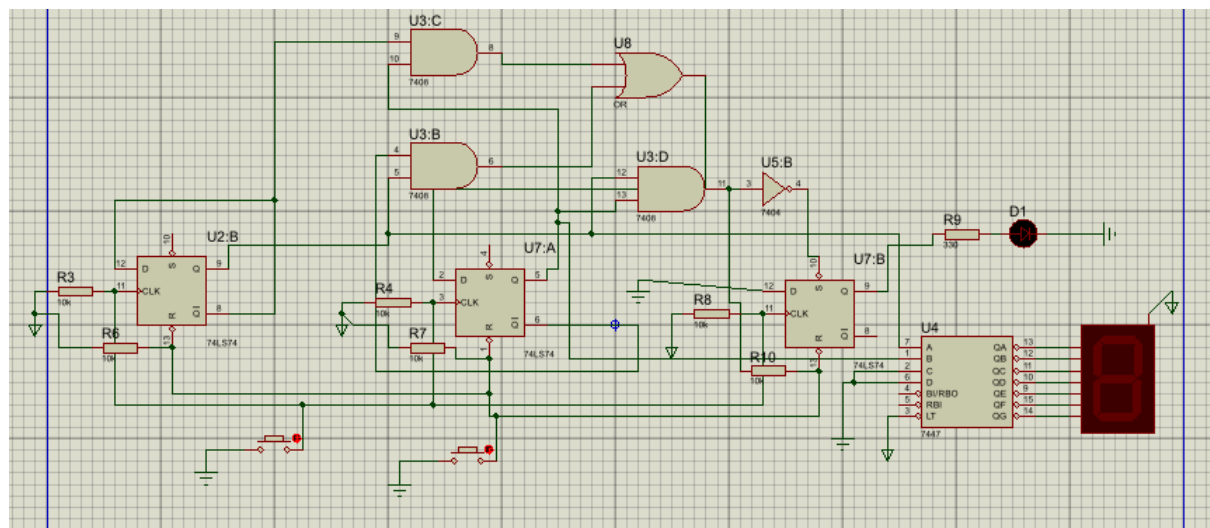 U3:C
9
8
10
7408
U8
OR
U3:B
4
6
5
7408
U3:D
12
11
13
7408
U5:B
3
4
7404
R9
330
D1
U2:B
10
12
D
S
Q
9
11
CLK
R
Q
8
13
74LS74
R3
10k
R6
10k
U7:A
4
2
D
S
Q
5
3
CLK
R
Q
6
1
74LS74
R4
10k
R7
10k
U7:B
10
12
D
S
Q
9
11
CLK
R
Q
8
13
74LS74
R8
10k
R10
10k
U4
7
A
QA
13
1
B
QB
12
2
C
QC
11
6
D
QD
10
4
BI/RBO
QE
9
5
RBI
QF
15
3
LT
QG
14
7447